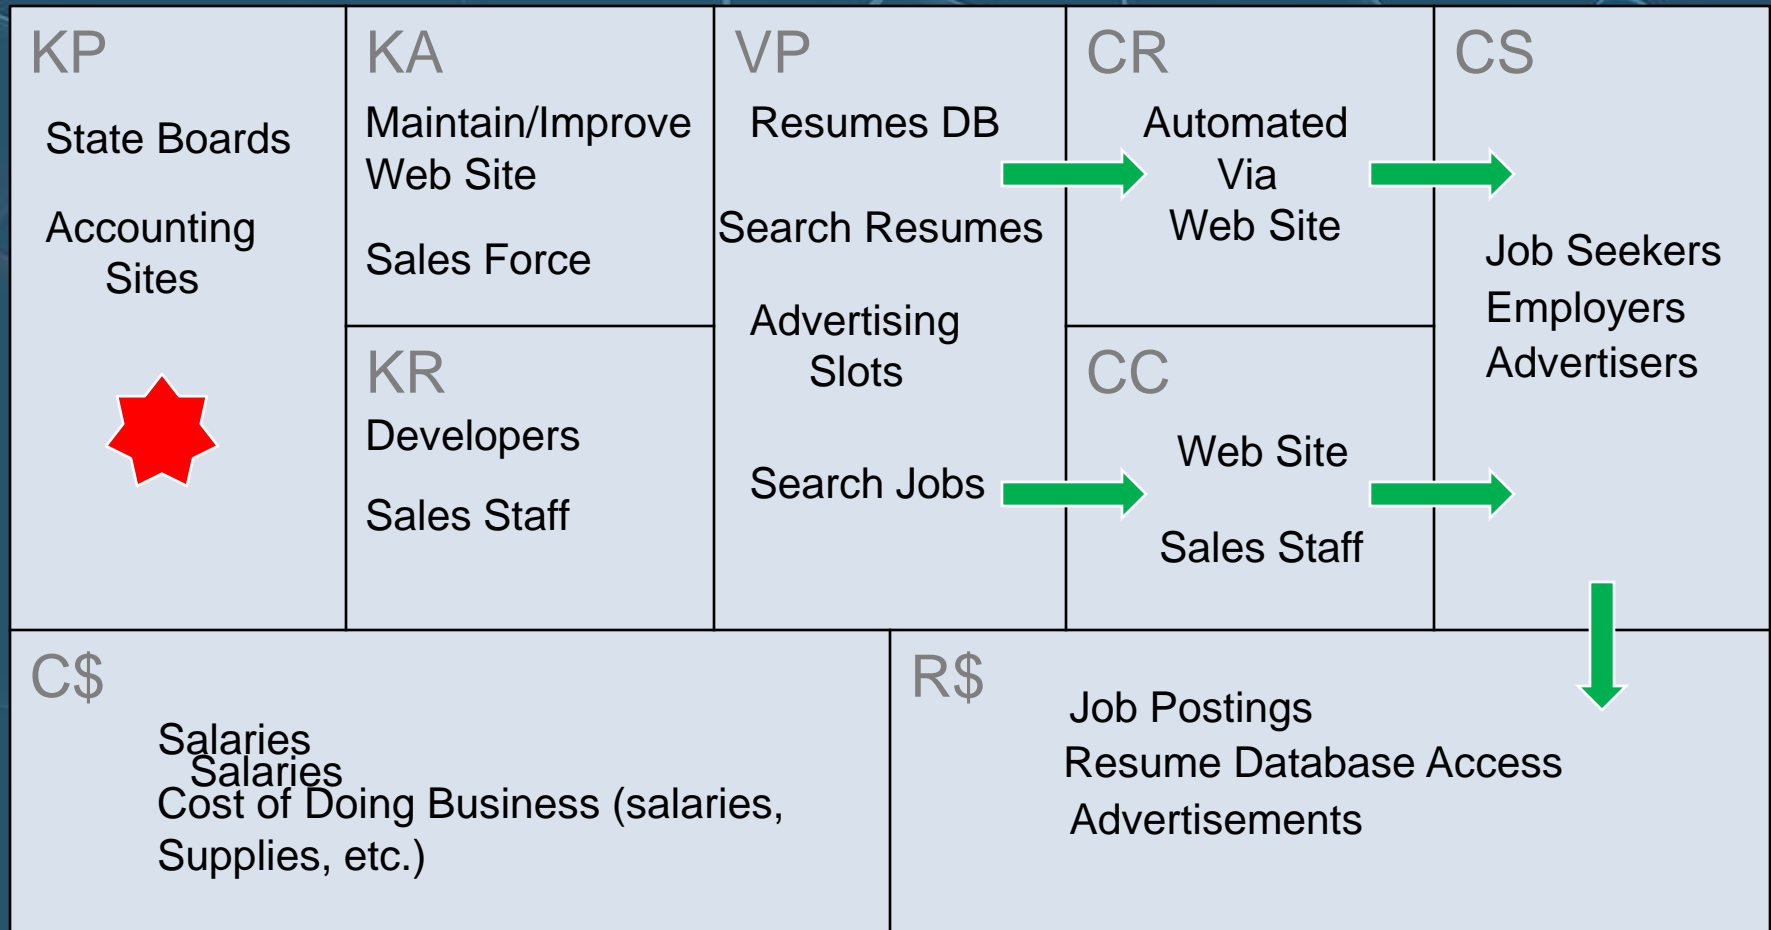 KP
State Boards
Accounting
Sites
KA
Maintain/Improve
Web Site
Sales Force
KR
Developers
Sales Staff
VP
Resumes DB
Search Resumes
Advertising
Slots
Search Jobs
CR
Automated
Via
Web Site
CC
Web Site
Sales Staff
CS
Job Seekers
Employers
Advertisers
C$
Salaries
Salaries
Cost of Doing Business (salaries,
Supplies, etc.)
R$
Job Postings
Resume Database Access
Advertisements